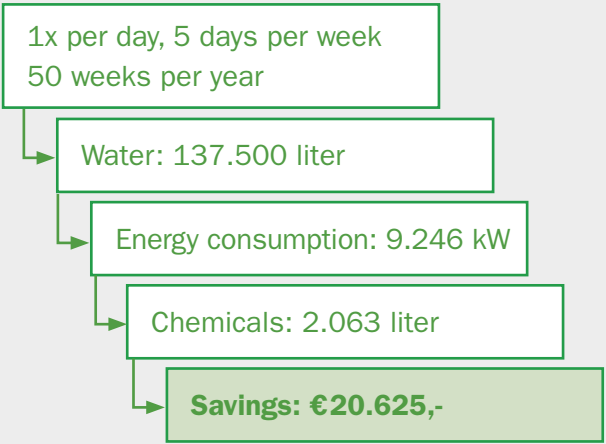 1x per day, 5 days per week
50 weeks per year
Water: 137.500 liter
Energy consumption: 9.246 kW
Chemicals: 2.063 liter
Savings: €20.625,-